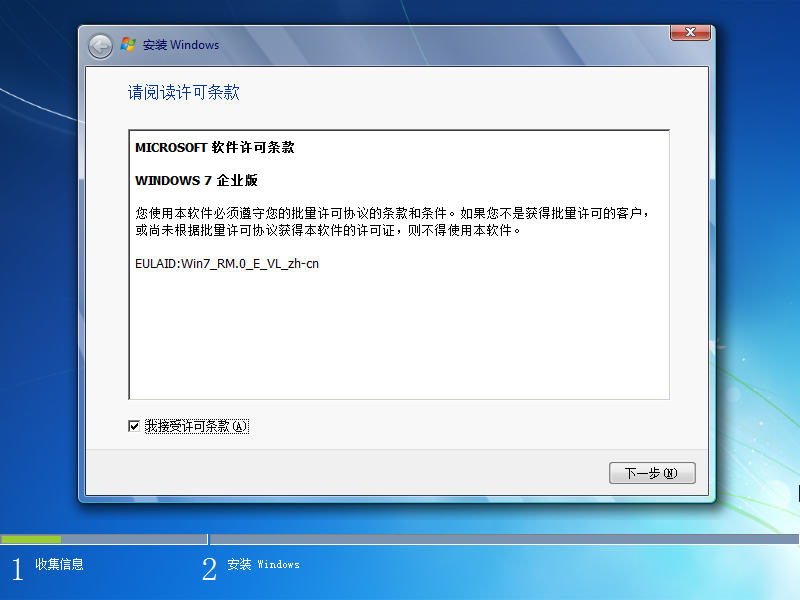 安装 Windows
请阅读许可条款
MICROSOFT 软件许可条款
WINDOWS 7 企业版
您使用本软件必须遵守您的批量许可协议的条款和条件。如果您不是获得批量许可的客户，
或尚未根据批量许可协议获得本软件的许可证，则不得使用本软件。
EULAID:Win7_RM.0_E_VL_zh-cn
我接受许可条款(A)
下一步(N)
1 收集信息
2 安装 Windows